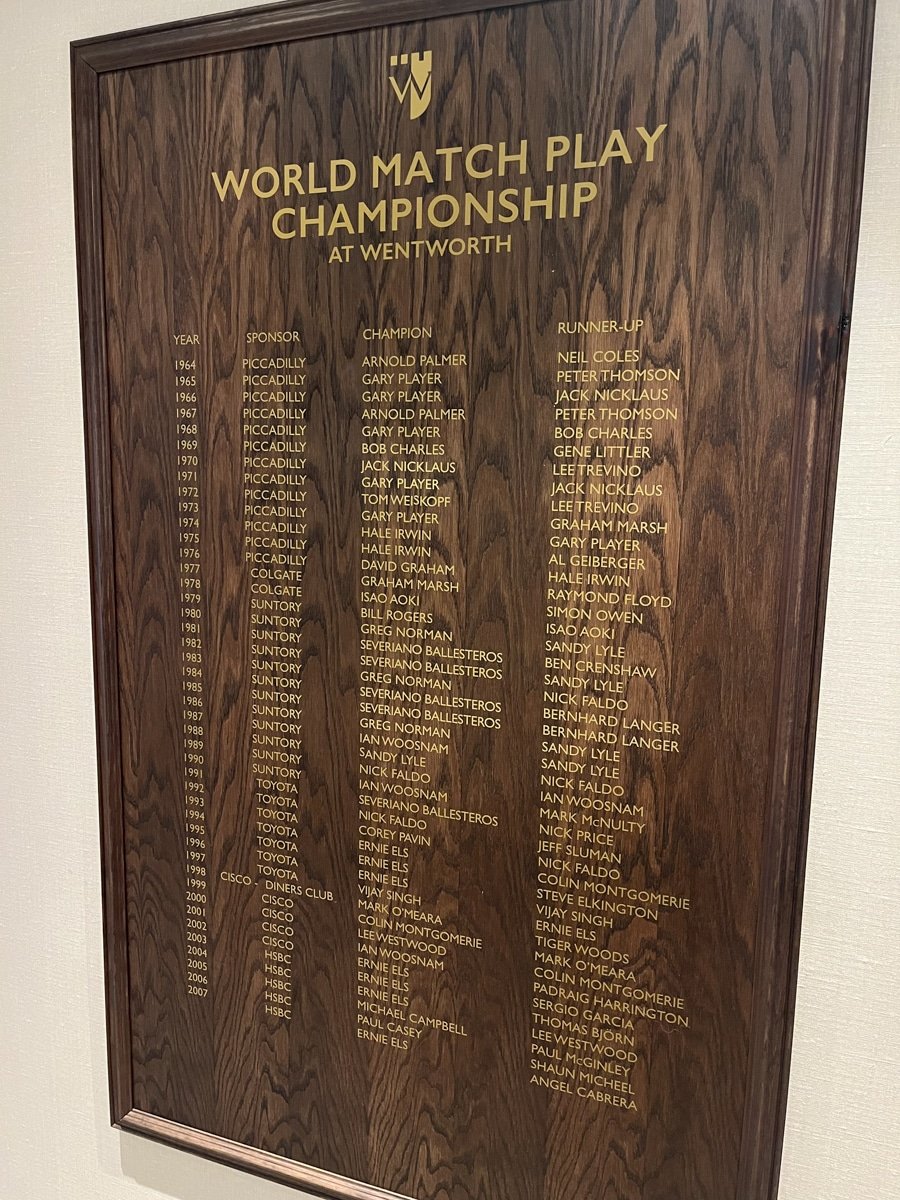 W
WORLD MATCH PLAY
CHAMPIONSHIP
AT WENTWORTH
YEAR SPONSOR CHAMPION RUNNER-UP
1964 PICCADILLY ARNOLD PALMER NEIL COLES
1965 PICCADILLY GARY PLAYER PETER THOMSON
1966 PICCADILLY GARY PLAYER JACK NICKLAUS
1967 PICCADILLY ARNOLD PALMER PETER THOMSON
1968 PICCADILLY GARY PLAYER BOB CHARLES
1969 PICCADILLY BOB CHARLES GENE LITTLER
1970 PICCADILLY JACK NICKLAUS LEE TREVINO
1971 PICCADILLY GARY PLAYER JACK NICKLAUS
1972 PICCADILLY TOM WEISKOPF LEE TREVINO
1973 PICCADILLY GARY PLAYER GRAHAM MARSH
1974 PICCADILLY HALE IRWIN GARY PLAYER
1975 PICCADILLY HALE IRWIN AL GEIBERGER
1976 PICCADILLY DAVID GRAHAM HALE IRWIN
1977 COLGATE GRAHAM MARSH RAYMOND FLOYD
1978 COLGATE ISAO AOKI SIMON OWEN
1979 SUNTORY BILL ROGERS ISAO AOKI
1980 SUNTORY GREG NORMAN SANDY LYLE
1981 SUNTORY SEVERIANO BALLESTEROS BEN CRENSHAW
1982 SUNTORY SEVERIANO BALLESTEROS SANDY LYLE
1983 SUNTORY GREG NORMAN NICK FALDO
1984 SUNTORY SEVERIANO BALLESTEROS BERNHARD LANGER
1985 SUNTORY SEVERIANO BALLESTEROS BERNHARD LANGER
1986 SUNTORY GREG NORMAN SANDY LYLE
1987 SUNTORY IAN WOOSNAM SANDY LYLE
1988 SUNTORY SANDY LYLE NICK FALDO
1989 SUNTORY NICK FALDO IAN WOOSNAM
1990 SUNTORY IAN WOOSNAM MARK McNULTY
1991 TOYOTA SEVERIANO BALLESTEROS NICK PRICE
1992 TOYOTA NICK FALDO JEFF SLUMAN
1993 TOYOTA COREY PAVIN NICK FALDO
1994 TOYOTA ERNIE ELS COLIN MONTGOMERIE
1995 TOYOTA ERNIE ELS STEVE ELKINGTON
1996 TOYOTA ERNIE ELS VIJAY SINGH
1997 TOYOTA VIJAY SINGH ERNIE ELS
1998 CISCO - DINERS CLUB MARK O'MEARA TIGER WOODS
1999 CISCO COLIN MONTGOMERIE MARK O'MEARA
2000 CISCO LEE WESTWOOD COLIN MONTGOMERIE
2001 CISCO IAN WOOSNAM PADRAIG HARRINGTON
2002 CISCO ERNIE ELS SERGIO GARCIA
2003 HSBC ERNIE ELS THOMAS BJÖRN
2004 HSBC ERNIE ELS LEE WESTWOOD
2005 HSBC MICHAEL CAMPBELL PAUL McGINLEY
2006 HSBC PAUL CASEY SHAUN MICHEEL
2007 HSBC ERNIE ELS ANGEL CABRERA